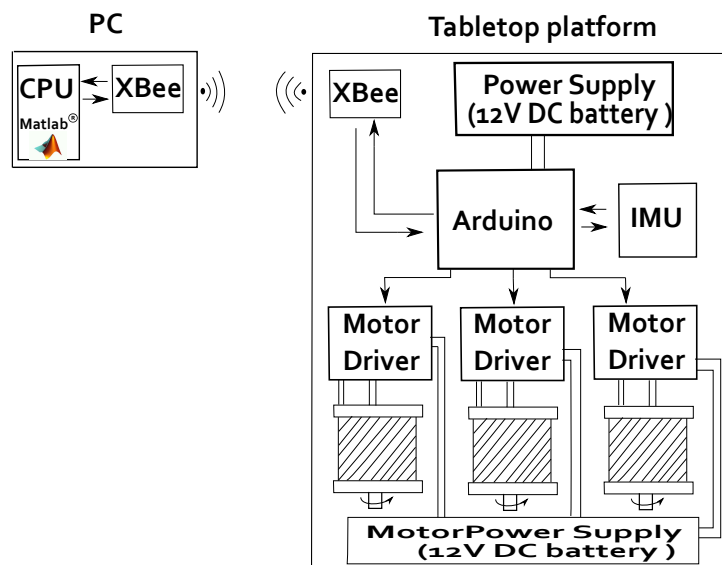 PC
Tabletop platform
CPU
XBee
Matlab®
XBee
Power Supply
(12V DC battery )
Arduino
IMU
Motor
Driver
Motor
Driver
Motor
Driver
MotorPower Supply
(12V DC battery )